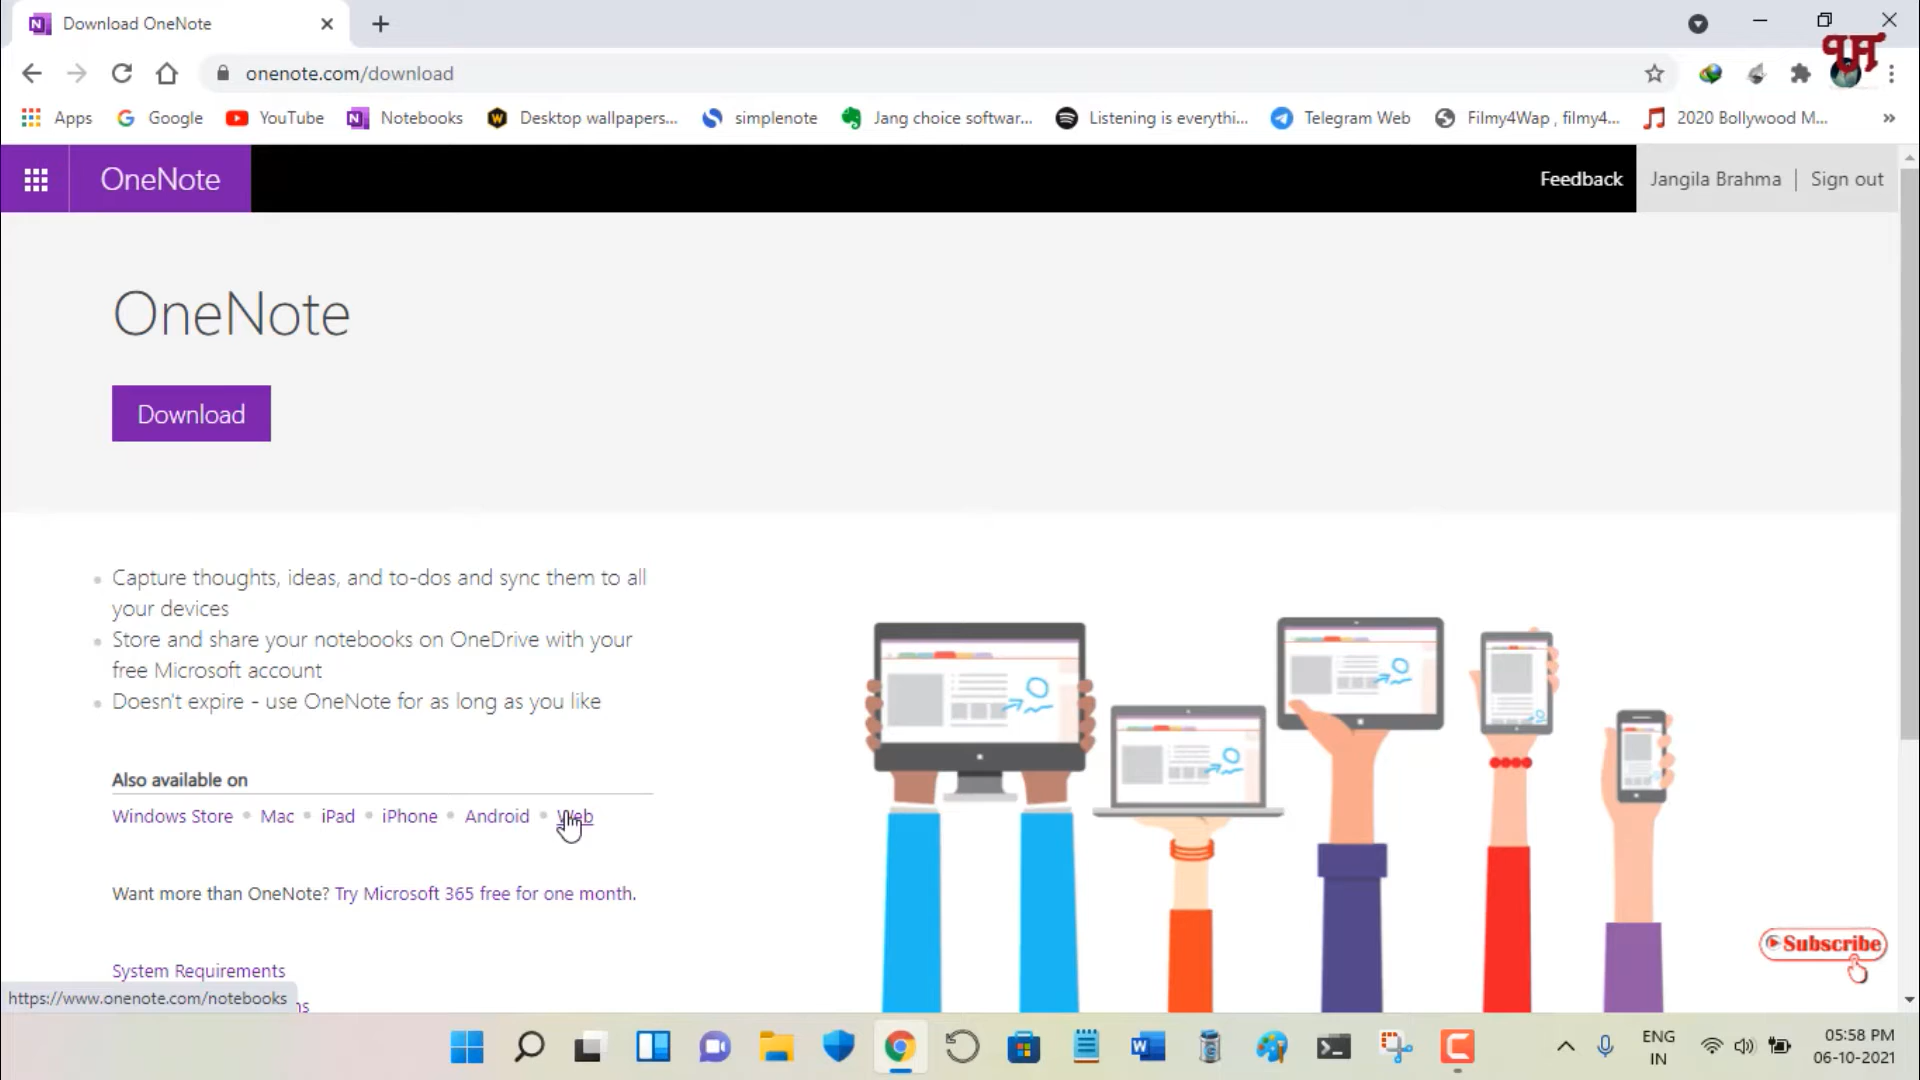 Download OneNote
onenote.com/download
Apps Google YouTube Notebooks Desktop wallpapers... simplenote Jang choice softwar... Listening is everythi... Telegram Web Filmy4Wap , filmy4... 2020 Bollywood M... »
OneNote Feedback Jangila Brahma | Sign out
OneNote
Download
Capture thoughts, ideas, and to-dos and sync them to all
your devices
Store and share your notebooks on OneDrive with your
free Microsoft account
Doesn't expire - use OneNote for as long as you like
Also available on
Windows Store • Mac • iPad • iPhone • Android • Web
Want more than OneNote? Try Microsoft 365 free for one month.
Subscribe
System Requirements
https://www.onenote.com/notebooks
ENG
IN
05:58 PM
06-10-2021